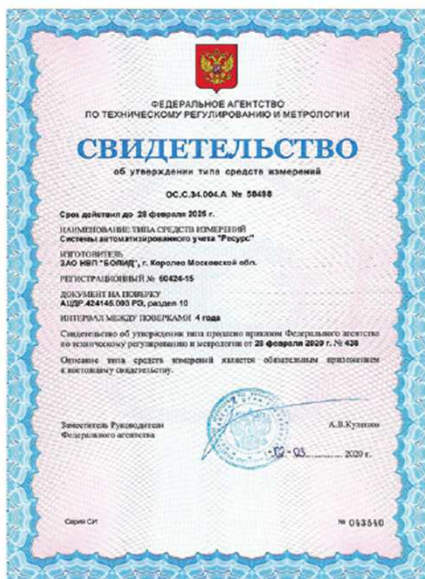 ФЕДЕРАЛЬНОЕ АГЕНТСТВО
ПО ТЕХНИЧЕСКОМУ РЕГУЛИРОВАНИЮ И МЕТРОЛОГИИ
СВИДЕТЕЛЬСТВО
об утверждении типа средств измерений
ОС.С.34.004.А № 58498
Срок действия до 28 февраля 2025 г.
НАИМЕНОВАНИЕ ТИПА СРЕДСТВ ИЗМЕРЕНИЙ
Системы автоматизированного учета "Ресурс"
ИЗГОТОВИТЕЛЬ
ЗАО НВП "БОЛИД", г. Королев Московской обл.
РЕГИСТРАЦИОННЫЙ № 60424-15
ДОКУМЕНТ НА ПОВЕРКУ
АЦДР.424145.003 РЭ, раздел 10
ИНТЕРВАЛ МЕЖДУ ПОВЕРКАМИ 4 года
Свидетельство об утверждении типа продлено приказом Федерального агентства
по техническому регулированию и метрологии от 28 февраля 2020 г. № 438
Описание типа средств измерений является обязательным приложением
к настоящему свидетельству.
Заместитель Руководителя
Федерального агентства
А.В.Кулешов
02 03 2020 г.
Серия СИ
№ 043540